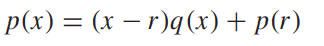 p(x) = (x − r)q(x) + p(r)